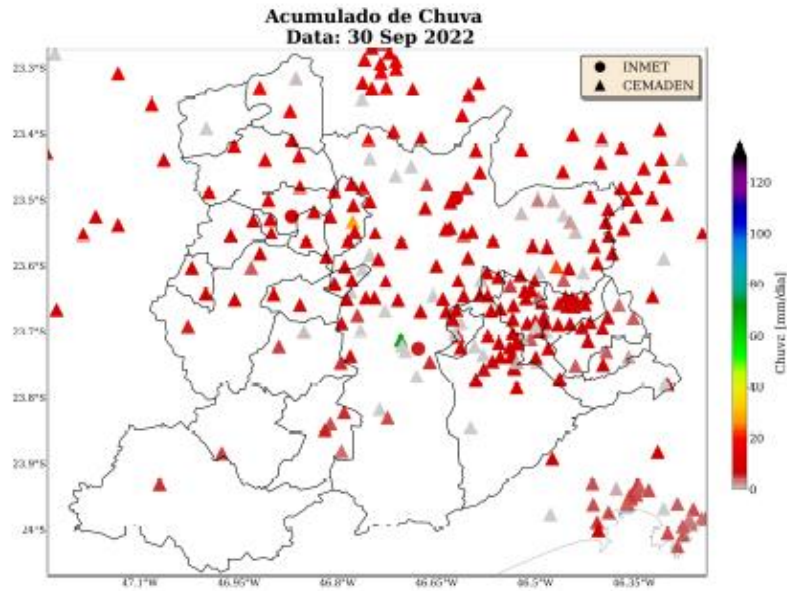 Acumulado de Chuva
Data: 30 Sep 2022
INMET
CEMADEN
23.3°S
23.4°S
23.5°S
23.6°S
23.7°S
23.8°S
23.9°S
24°S
47.1°W
46.95°W
46.8°W
46.65°W
46.5°W
46.35°W
120
100
80
60
40
20
0
Chuva [mm/dia]